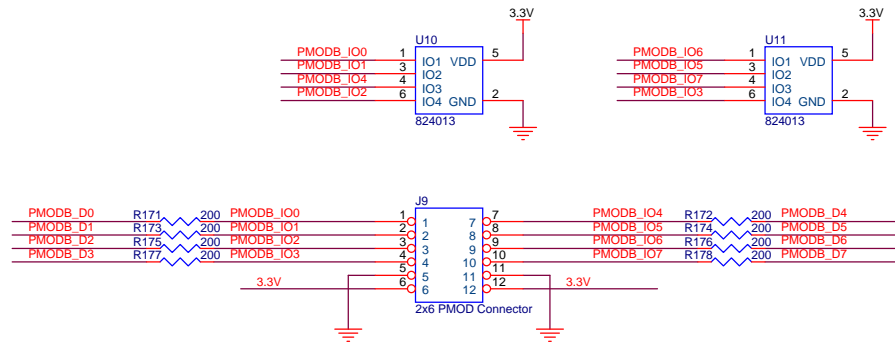 3.3V 3.3V
U10 U11
PMODB_IO0 1 IO1 VDD 5 PMODB_IO6 1 IO1 VDD 5
PMODB_IO1 3 IO2 PMODB_IO5 3 IO2
PMODB_IO4 4 IO3 PMODB_IO7 4 IO3
PMODB_IO2 6 IO4 GND 2 PMODB_IO3 6 IO4 GND 2
824013 824013
J9
PMODB_D0 R171 200 PMODB_IO0 1 1 7 7 PMODB_IO4 R172 200 PMODB_D4
PMODB_D1 R173 200 PMODB_IO1 2 2 8 8 PMODB_IO5 R174 200 PMODB_D5
PMODB_D2 R175 200 PMODB_IO2 3 3 9 9 PMODB_IO6 R176 200 PMODB_D6
PMODB_D3 R177 200 PMODB_IO3 4 4 10 10 PMODB_IO7 R178 200 PMODB_D7
5 5 11 11
3.3V 6 6 12 12 3.3V
2x6 PMOD Connector